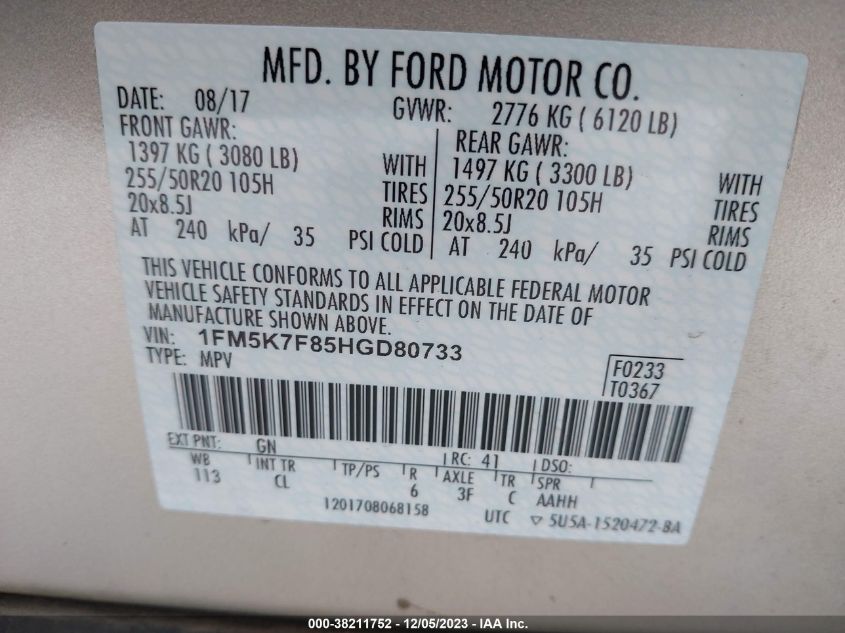 MFD. BY FORD MOTOR CO.
DATE: 08/17 GVWR: 2776 KG ( 6120 LB)
FRONT GAWR: REAR GAWR:
1397 KG ( 3080 LB) WITH 1497 KG ( 3300 LB) WITH
255/50R20 105H TIRES 255/50R20 105H TIRES
20x8.5J RIMS 20x8.5J RIMS
AT 240 kPa/ 35 PSI COLD AT 240 kPa/ 35 PSI COLD
THIS VEHICLE CONFORMS TO ALL APPLICABLE FEDERAL MOTOR
VEHICLE SAFETY STANDARDS IN EFFECT ON THE DATE OF
MANUFACTURE SHOWN ABOVE.
VIN: 1FM5K7F85HGD80733
TYPE: MPV
F0233
T0367
EXT PNT: GN RC: 41 DSO:
WB INT TR TP/PS R AXLE TR SPR
113 CL 6 3F C AAHH
1201708068158 UTC ▽ 5U5A-1520472-BA
000-38211752 - 12/05/2023 - IAA Inc.